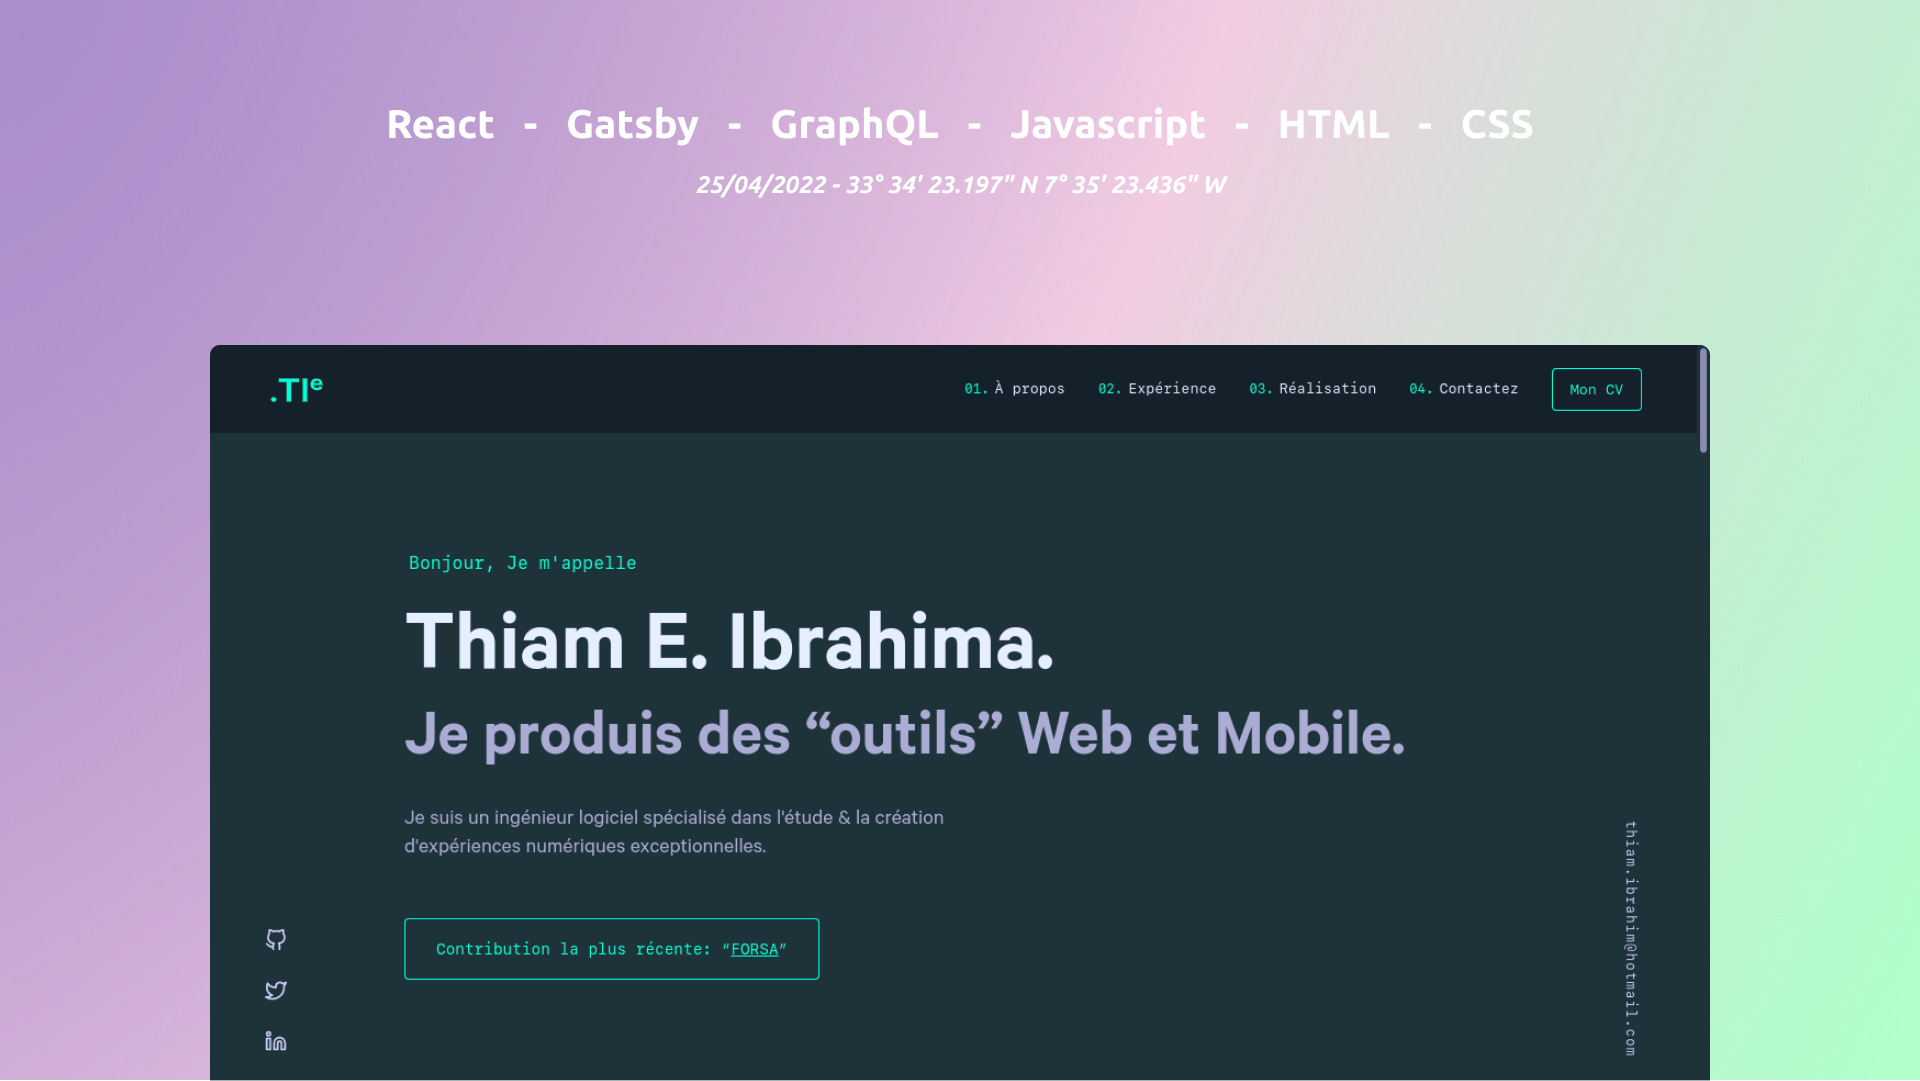 React - Gatsby - GraphQL - Javascript - HTML - CSS
25/04/2022 - 33° 34' 23.197" N 7° 35' 23.436" W
.TIe
01. À propos 02. Expérience 03. Réalisation 04. Contactez Mon CV
Bonjour, Je m'appelle
Thiam E. Ibrahima.
Je produis des “outils” Web et Mobile.
Je suis un ingénieur logiciel spécialisé dans l'étude & la création
d'expériences numériques exceptionnelles.
Contribution la plus récente: “FORSA”
thiam.ibrahim@hotmail.com